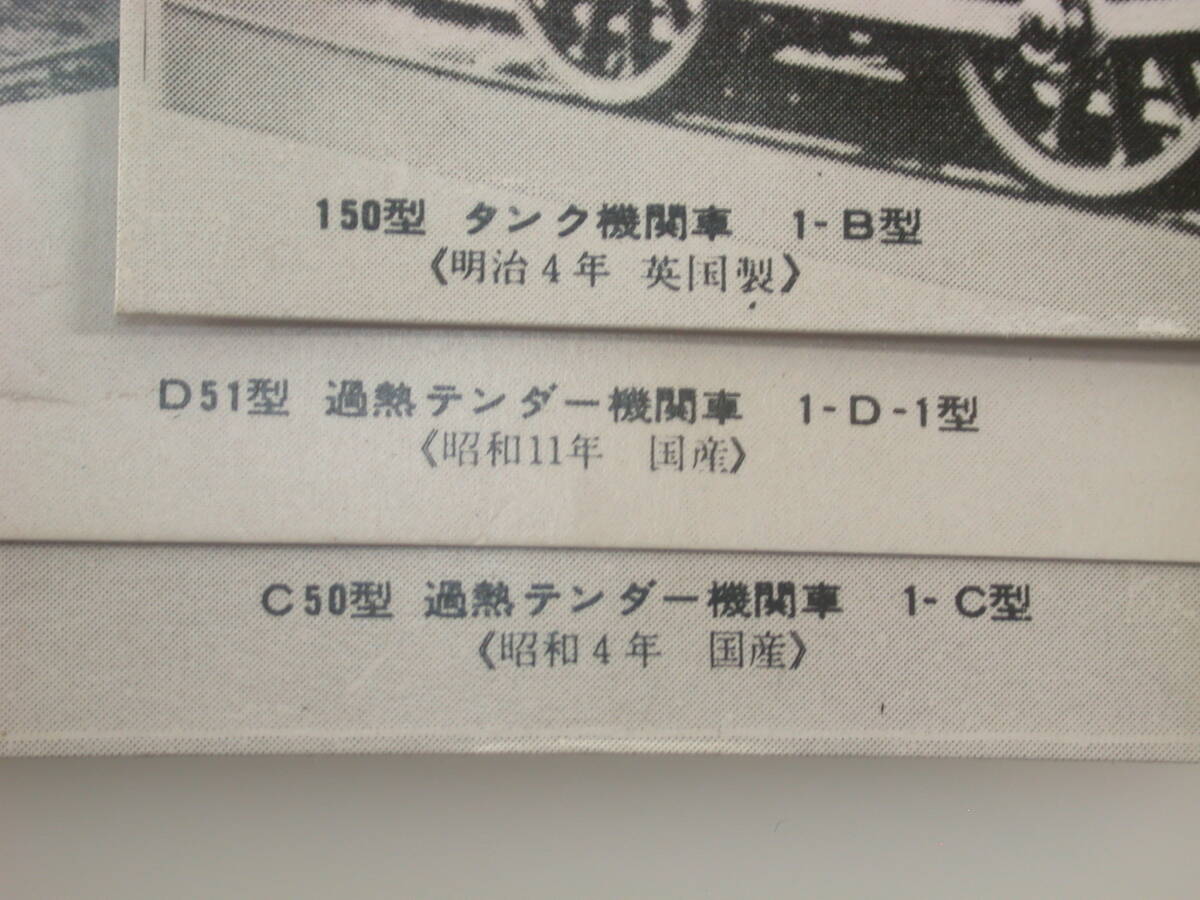 150型 タンク機関車 1-B型
《明治4年 英国製》
D51型 過熱テンダー機関車 1-D-1型
《昭和11年 国産》
C50型 過熱テンダー機関車 1-C型
《昭和4年 国産》